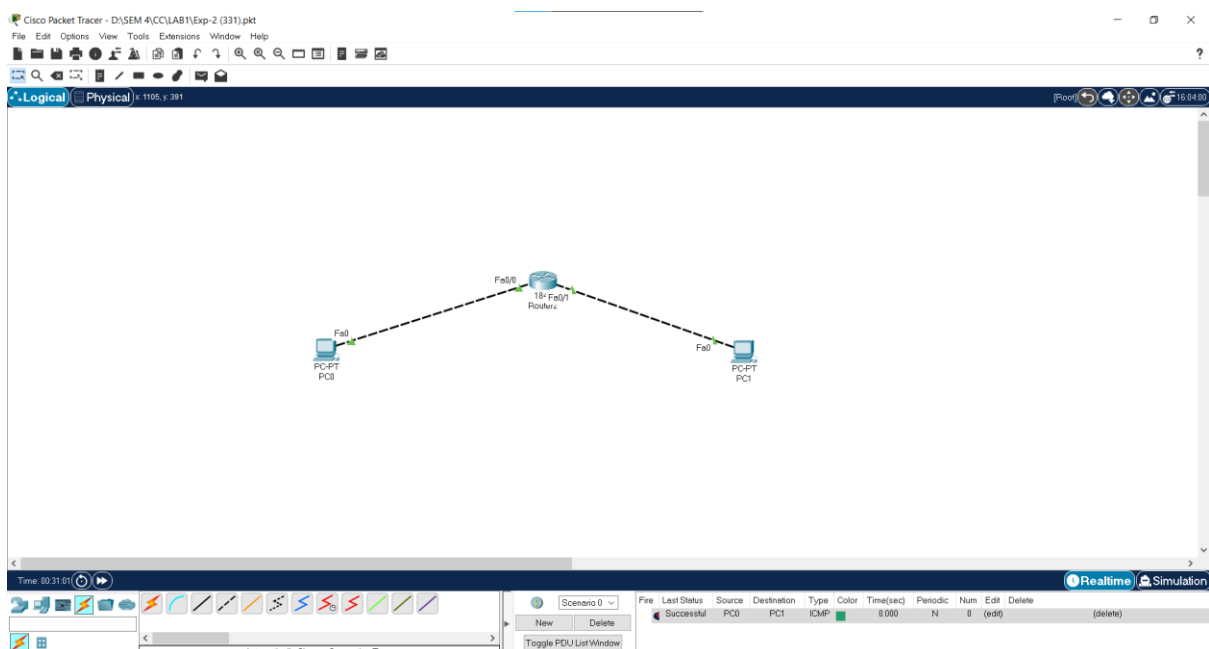 Cisco Packet Tracer - D:\SEM 4\CC\LAB1\Exp-2 (331).pkt
File Edit Options View Tools Extensions Window Help
?
Logical Physical x: 1105, y: 391 [Root] 16:04:00
Fa0/0
184 Fa0/1
Fa0
Fa0
PC-PT
PC0
PC-PT
PC1
Time: 00:31:01 Realtime Simulation
Scenario 0 Fire Last Status Source Destination Type Color Time(sec) Periodic Num Edit Delete
Successful PC0 PC1 ICMP 0.000 N 0 (edit) (delete)
New Delete
Toggle PDU List Window